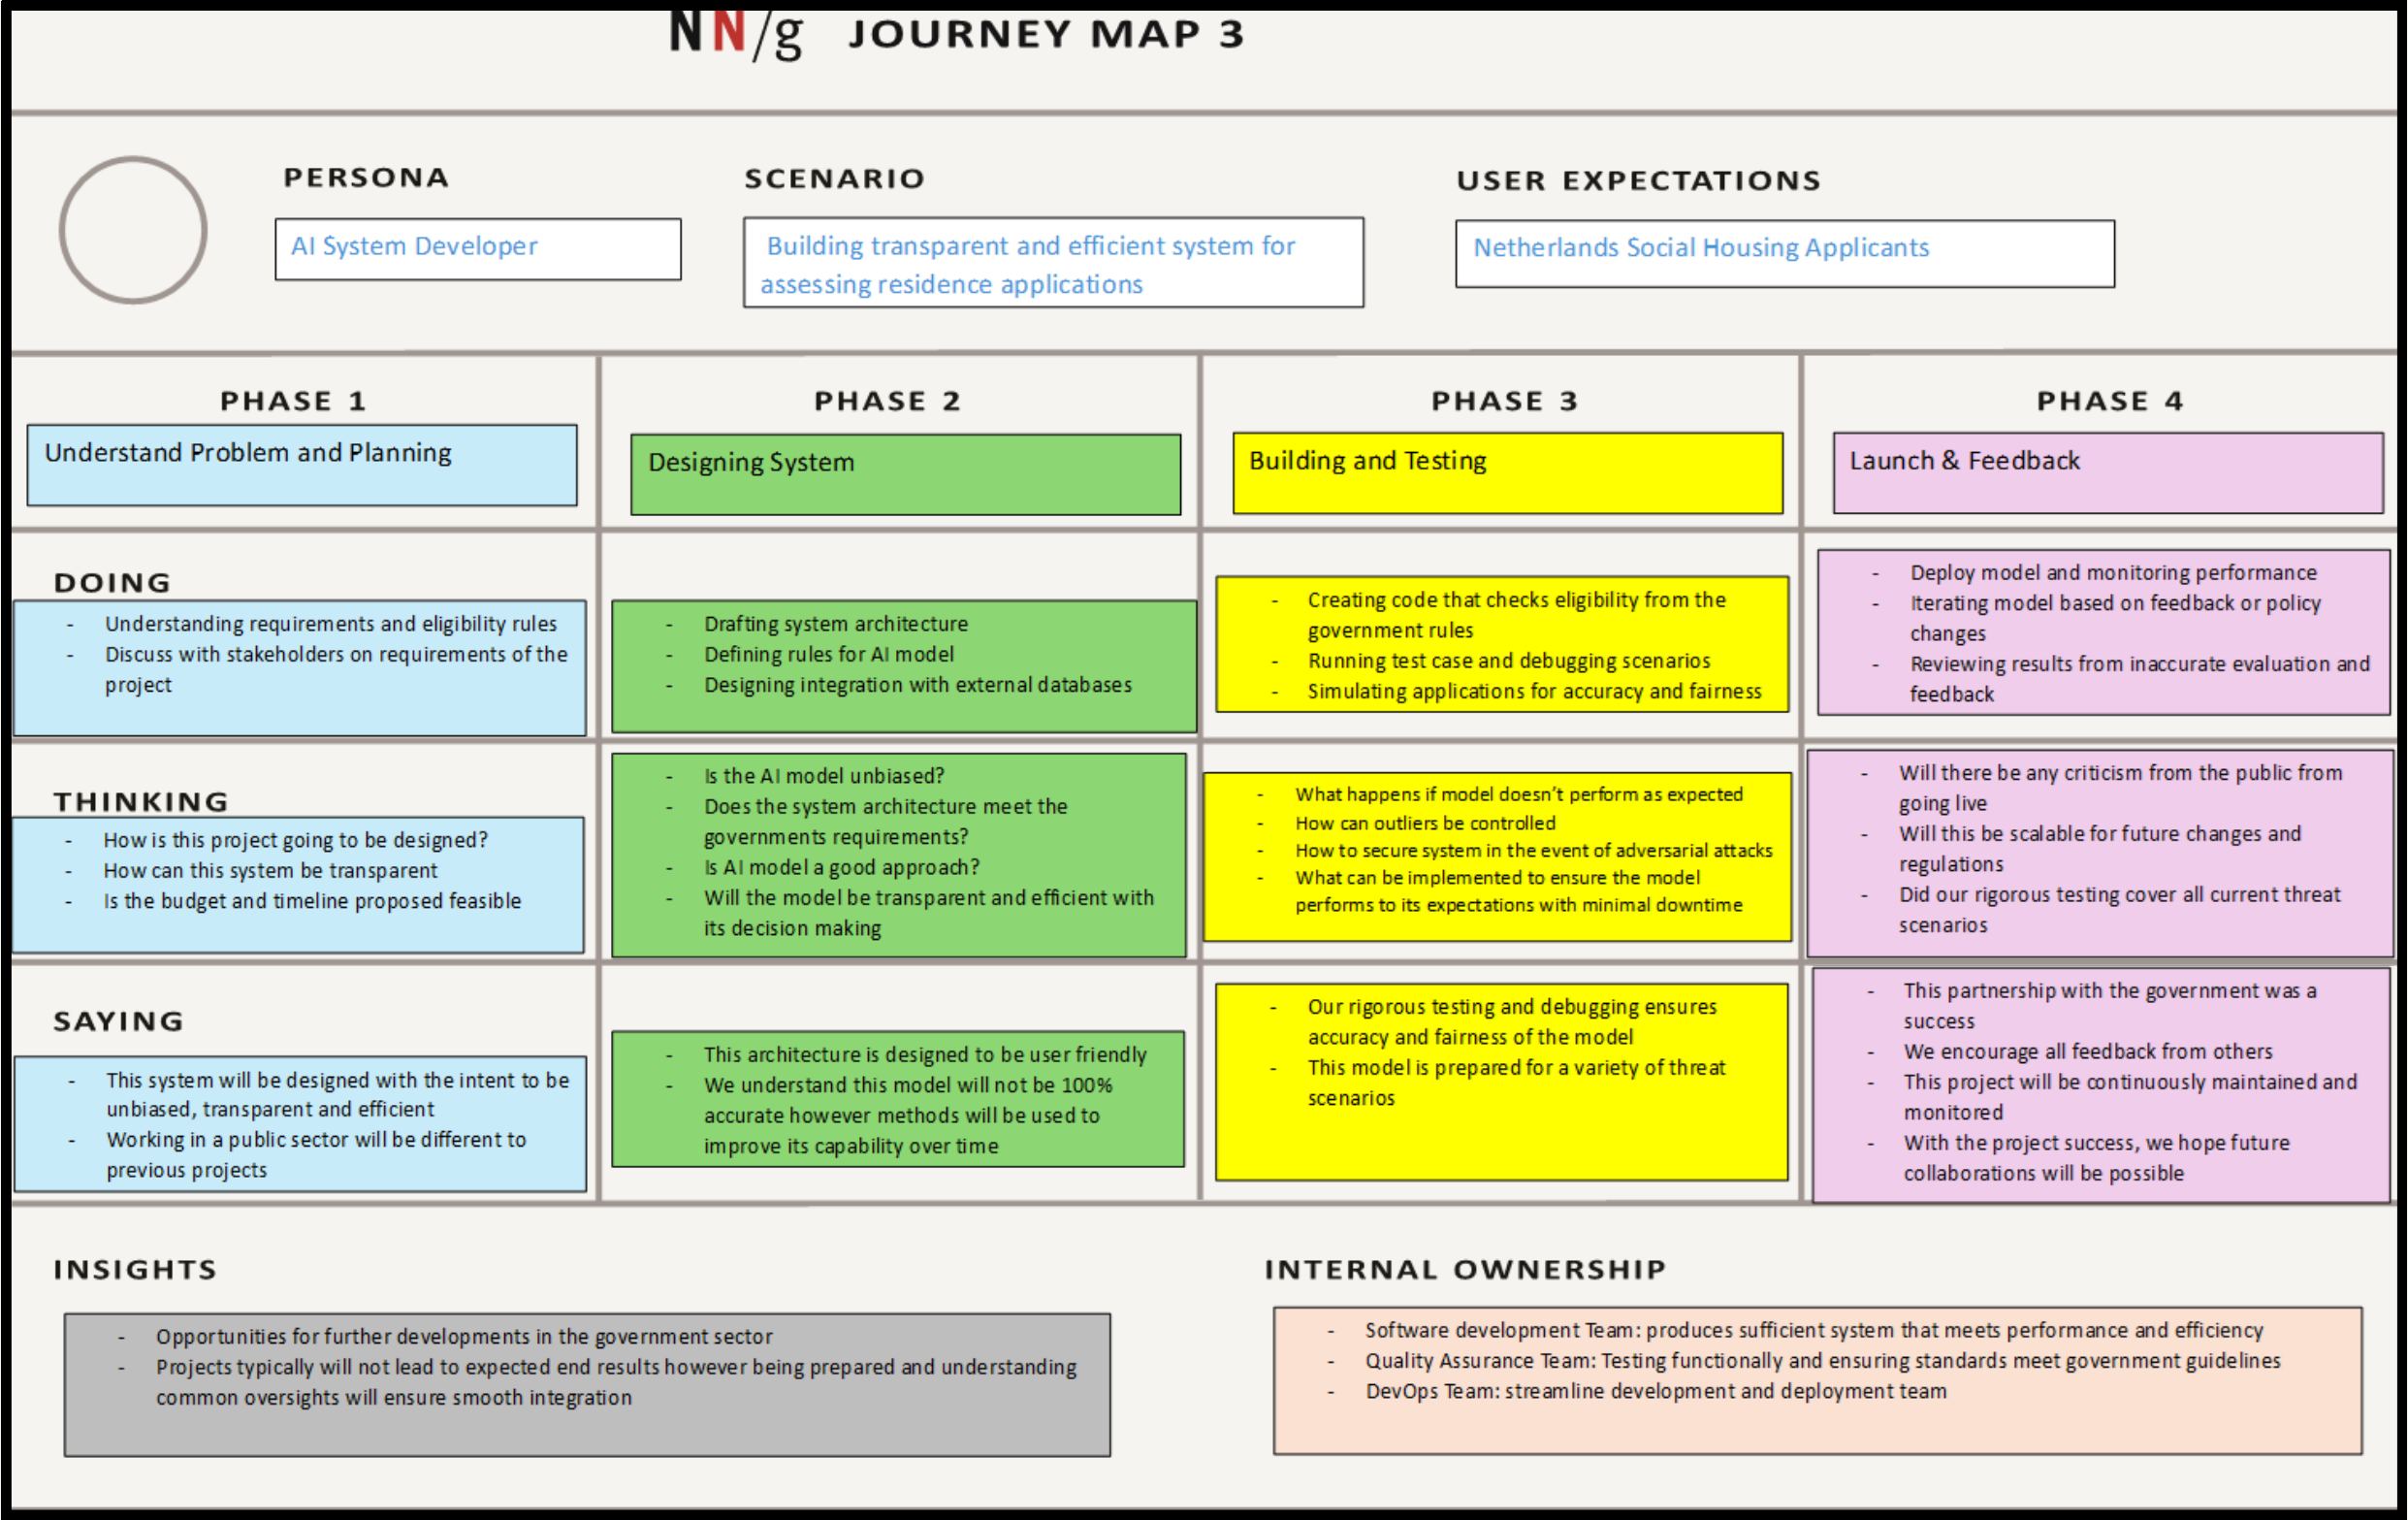 NN/g JOURNEY MAP 3
PERSONA
AI System Developer
SCENARIO
Building transparent and efficient system for
assessing residence applications
USER EXPECTATIONS
Netherlands Social Housing Applicants
PHASE 1
Understand Problem and Planning
PHASE 2
Designing System
PHASE 3
Building and Testing
PHASE 4
Launch & Feedback
DOING
- Understanding requirements and eligibility rules
- Discuss with stakeholders on requirements of the
project
- Drafting system architecture
- Defining rules for AI model
- Designing integration with external databases
- Creating code that checks eligibility from the
government rules
- Running test case and debugging scenarios
- Simulating applications for accuracy and fairness
- Deploy model and monitoring performance
- Iterating model based on feedback or policy
changes
- Reviewing results from inaccurate evaluation and
feedback
THINKING
- How is this project going to be designed?
- How can this system be transparent
- Is the budget and timeline proposed feasible
- Is the AI model unbiased?
- Does the system architecture meet the
governments requirements?
- Is AI model a good approach?
- Will the model be transparent and efficient with
its decision making
- What happens if model doesn't perform as expected
- How can outliers be controlled
- How to secure system in the event of adversarial attacks
- What can be implemented to ensure the model
performs to its expectations with minimal downtime
- Will there be any criticism from the public from
going live
- Will this be scalable for future changes and
regulations
- Did our rigorous testing cover all current threat
scenarios
SAYING
- This system will be designed with the intent to be
unbiased, transparent and efficient
- Working in a public sector will be different to
previous projects
- This architecture is designed to be user friendly
- We understand this model will not be 100%
accurate however methods will be used to
improve its capability over time
- Our rigorous testing and debugging ensures
accuracy and fairness of the model
- This model is prepared for a variety of threat
scenarios
- This partnership with the government was a
success
- We encourage all feedback from others
- This project will be continuously maintained and
monitored
- With the project success, we hope future
collaborations will be possible
INSIGHTS
- Opportunities for further developments in the government sector
- Projects typically will not lead to expected end results however being prepared and understanding
common oversights will ensure smooth integration
INTERNAL OWNERSHIP
- Software development Team: produces sufficient system that meets performance and efficiency
- Quality Assurance Team: Testing functionally and ensuring standards meet government guidelines
- DevOps Team: streamline development and deployment team